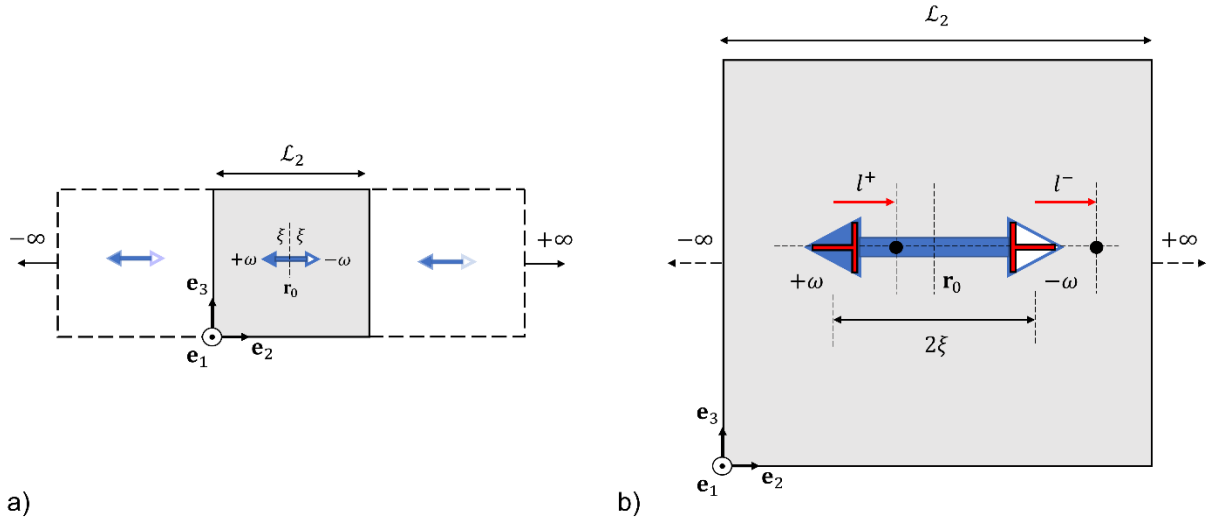 ℒ₂
ξ ξ
−∞ +ω −ω +∞
𝐫₀
𝐞₃
𝐞₁ 𝐞₂
a)
ℒ₂
l⁺ l⁻
−∞ +∞
+ω 𝐫₀ −ω
2ξ
𝐞₃
𝐞₁ 𝐞₂
b)